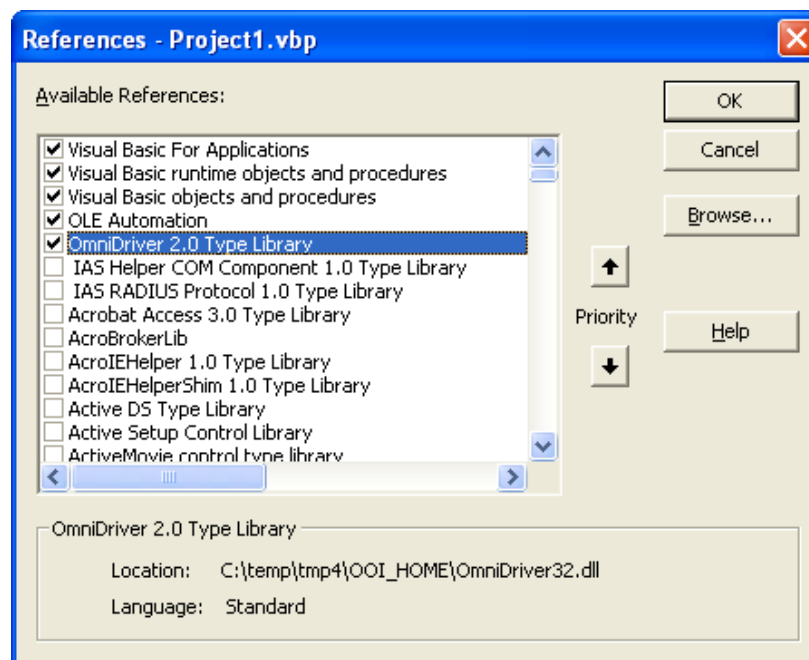 References - Project1.vbp
Available References:
OK
Cancel
Browse...
Priority
Help
Visual Basic For Applications
Visual Basic runtime objects and procedures
Visual Basic objects and procedures
OLE Automation
OmniDriver 2.0 Type Library
IAS Helper COM Component 1.0 Type Library
IAS RADIUS Protocol 1.0 Type Library
Acrobat Access 3.0 Type Library
AcroBrokerLib
AcroIEHelper 1.0 Type Library
AcroIEHelperShim 1.0 Type Library
Active DS Type Library
Active Setup Control Library
ActiveMovie control type library
OmniDriver 2.0 Type Library
Location: C:\temp\tmp4\OOI_HOME\OmniDriver32.dll
Language: Standard